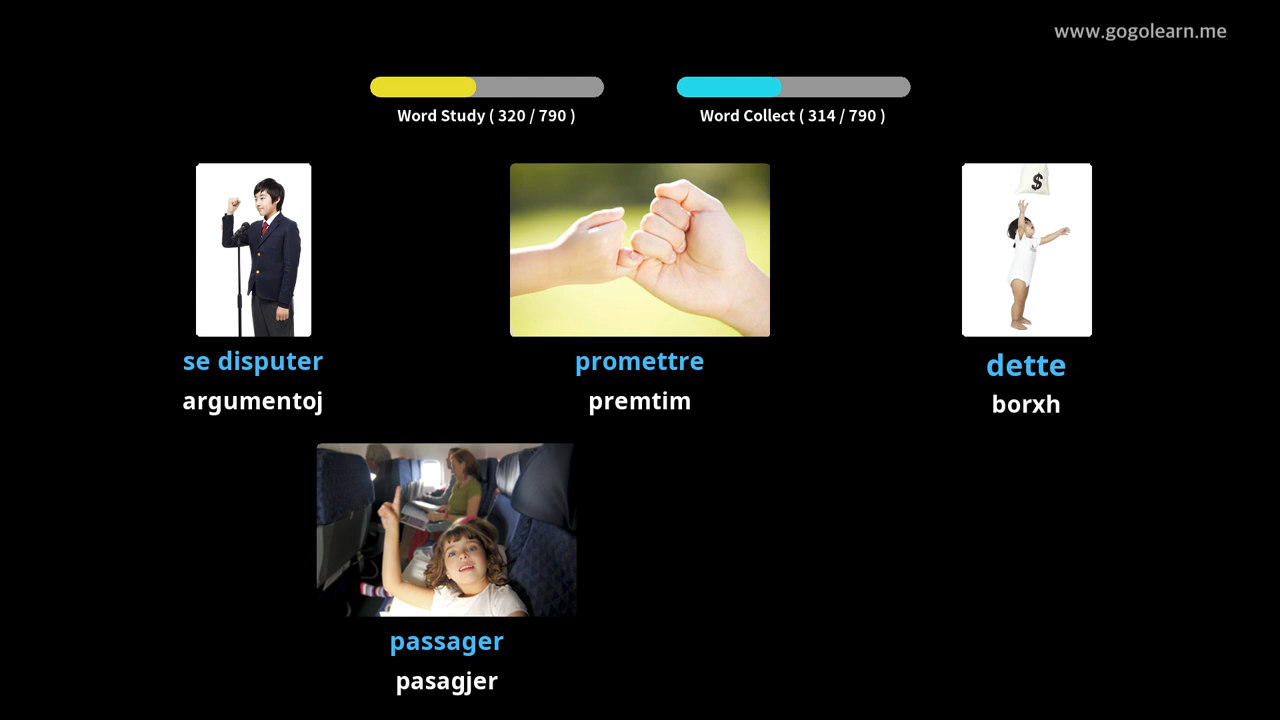 www.gogolearn.me
Word Study ( 320 / 790 )
Word Collect ( 314 / 790 )
$
se disputer
argumentoj
promettre
premtim
dette
borxh
passager
pasagjer